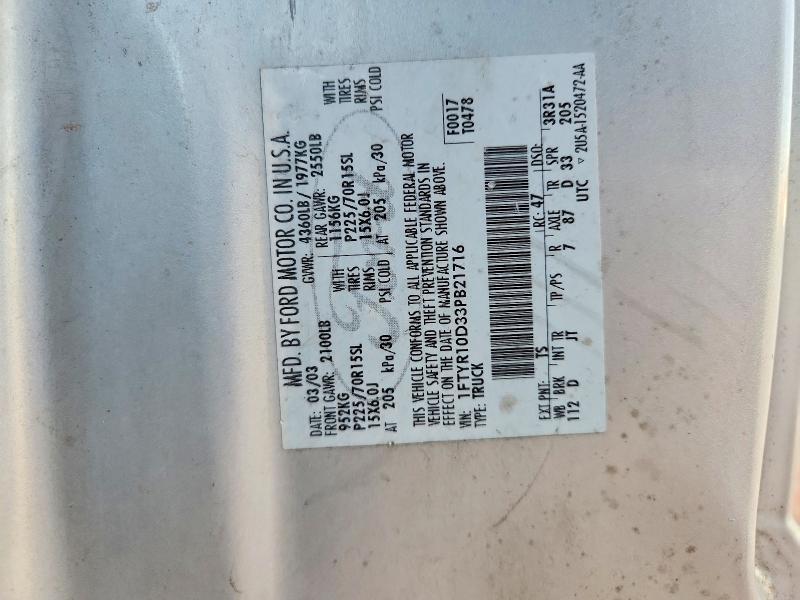 MFD. BY FORD MOTOR CO. IN U.S.A.
DATE: 03/03 GVWR: 4360LB/ 1977KG
FRONT GAWR: 2100LB REAR GAWR: 2550LB
952KG WITH 1156KG WITH
P225/70R15SL TIRES P225/70R15SL TIRES
15X6.0J RIMS 15X6.0J RIMS
AT 205 kPa/30 PSI COLD AT 205 kPa/30 PSI COLD
THIS VEHICLE CONFORMS TO ALL APPLICABLE FEDERAL MOTOR
VEHICLE SAFETY AND THEFT PREVENTION STANDARDS IN
EFFECT ON THE DATE OF MANUFACTURE SHOWN ABOVE.
VIN: 1FTYR10D33PB21716
TYPE: TRUCK
F0017
T0478
EXT PNT: TS RC: 47 DSO:
WB BRK INT TR TP/PS R AXLE TR SPR 3R31A
112 D JT 7 87 D 33 205
UTC ▽ 2U5A-1520472-AA
Ford